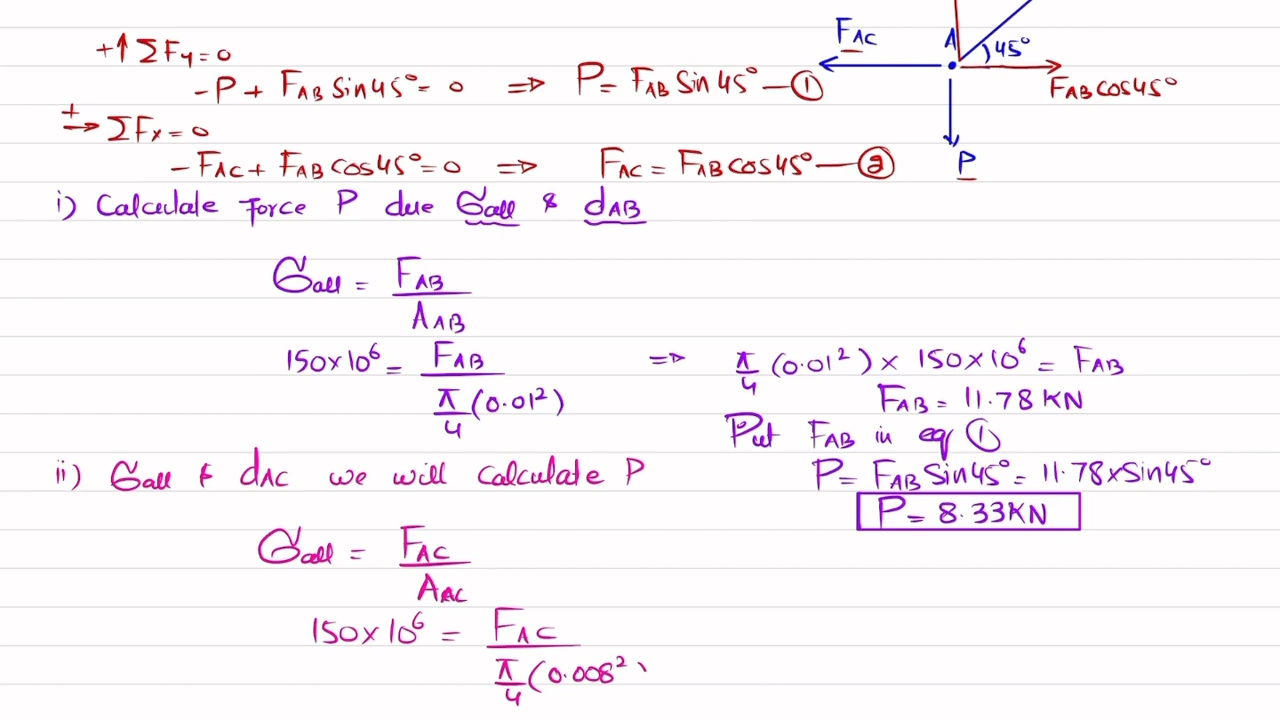 +↑ ΣFy = 0
-P + FAB Sin45° = 0 ⇒ P = FAB Sin45° — ①
+→ ΣFx = 0
-FAC + FAB cos45° = 0 ⇒ FAC = FAB cos45° — ②
FAC
A
45°
FAB cos45°
P
i) Calculate force P due σall & dAB
σall = FAB / AAB
150×10⁶ = FAB / π/4 (0.01²) ⇒ π/4 (0.01²) × 150×10⁶ = FAB
FAB = 11.78 KN
Put FAB in eq ①
P = FAB Sin45° = 11.78×Sin45°
P = 8.33KN
ii) σall & dAC we will calculate P
σall = FAC / AAC
150×10⁶ = FAC / π/4 (0.008²